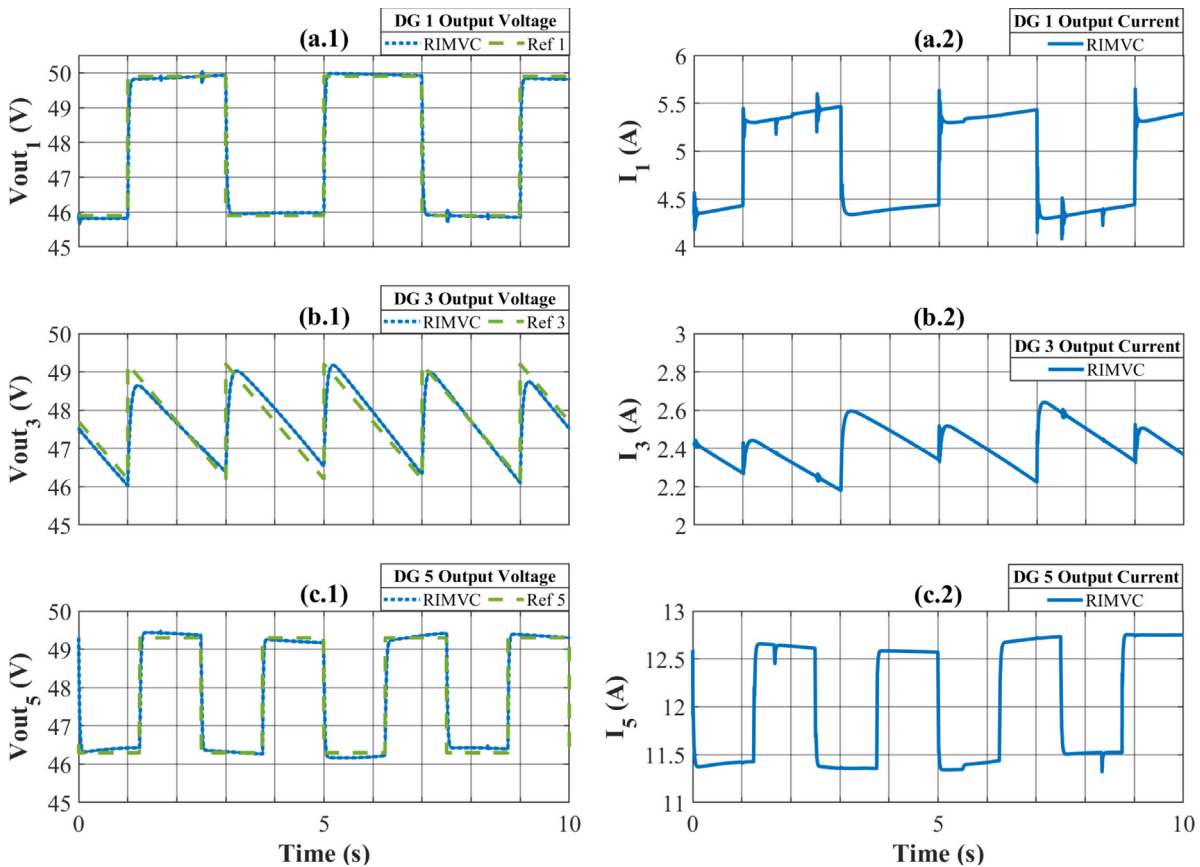 DG 1 Output Voltage
(a.1)
RIMVC Ref 1
50
49
48
47
46
45
Vout1 (V)
DG 1 Output Current
(a.2)
RIMVC
6
5.5
5
4.5
4
I1 (A)
DG 3 Output Voltage
(b.1)
RIMVC Ref 3
50
49
48
47
46
45
Vout3 (V)
DG 3 Output Current
(b.2)
RIMVC
3
2.8
2.6
2.4
2.2
2
I3 (A)
DG 5 Output Voltage
(c.1)
RIMVC Ref 5
50
49
48
47
46
45
Vout5 (V)
0 5 10
Time (s)
DG 5 Output Current
(c.2)
RIMVC
13
12.5
12
11.5
11
I5 (A)
0 5 10
Time (s)